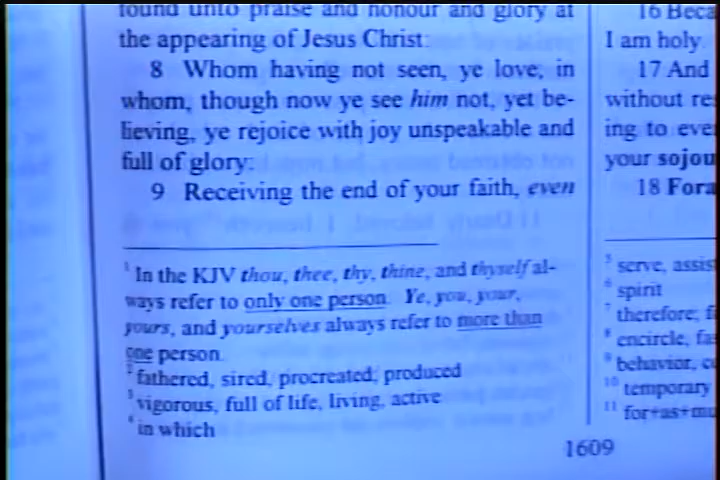 found unto praise and honour and glory at
the appearing of Jesus Christ:
8 Whom having not seen, ye love, in
whom, though now ye see him not, yet be-
lieving, ye rejoice with joy unspeakable and
full of glory:
9 Receiving the end of your faith, even
1 In the KJV thou, thee, thy, thine, and thyself al-
ways refer to only one person. Ye, you, your,
yours, and yourselves always refer to more than
one person.
2 fathered, sired, procreated, produced
3 vigorous, full of life, living, active
4 in which
16 Beca
I am holy.
17 And
without re
ing to eve
your sojou
18 Fora
5 serve, assis
6 spirit
7 therefore; f
8 encircle, fas
9 behavior, c
10 temporary
11 for+as+mu
1609